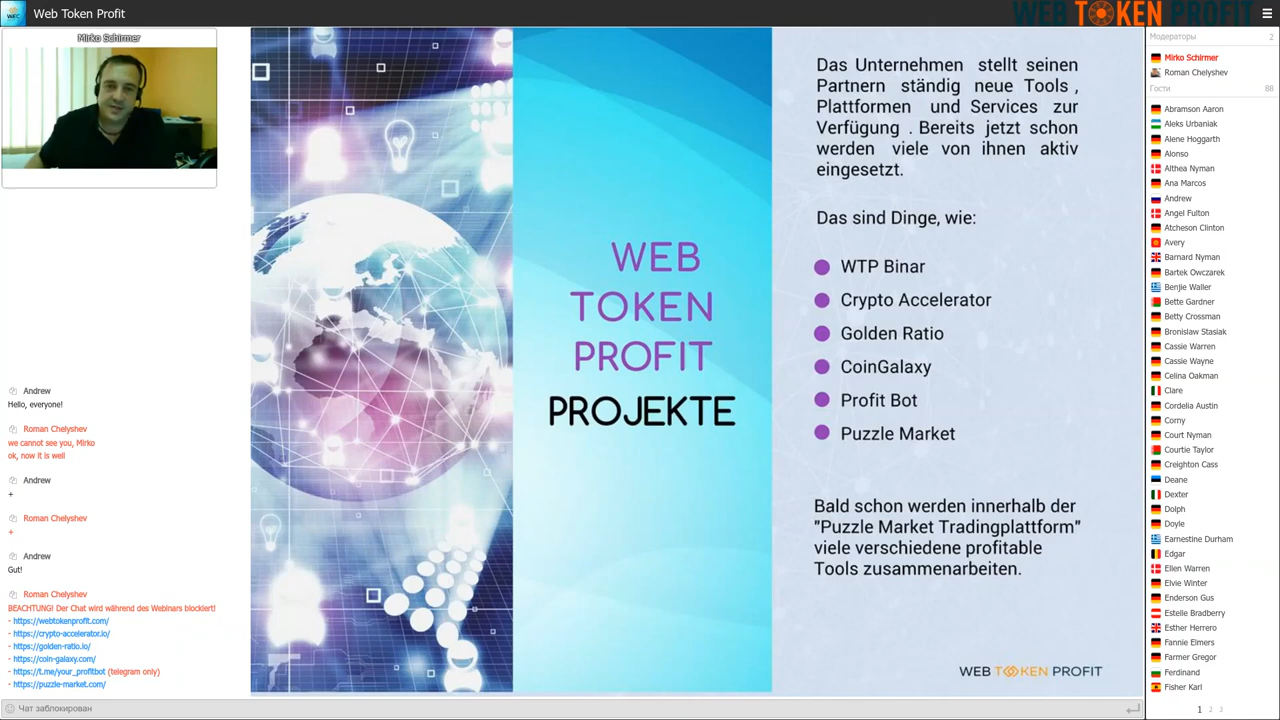 WTC
Web Token Profit
WEB TOKEN PROFIT
Mirko Schirmer
Andrew
Hello, everyone!
Roman Chelyshev
we cannot see you, Mirko
ok, now it is well
Andrew
+
Roman Chelyshev
+
Andrew
Gut!
Roman Chelyshev
BEACHTUNG! Der Chat wird während des Webinars blockiert!
- https://webtokenprofit.com/
- https://crypto-accelerator.io/
- https://golden-ratio.io/
- https://coin-galaxy.com/
- https://t.me/your_profitbot (telegram only)
- https://puzzle-market.com/
Чат заблокирован
WEB
TOKEN
PROFIT
PROJEKTE
Das Unternehmen stellt seinen
Partnern ständig neue Tools ,
Plattformen und Services zur
Verfügung . Bereits jetzt schon
werden viele von ihnen aktiv
eingesetzt.
Das sind Dinge, wie:
WTP Binar
Crypto Accelerator
Golden Ratio
CoinGalaxy
Profit Bot
Puzzle Market
Bald schon werden innerhalb der
"Puzzle Market Tradingplattform"
viele verschiedene profitable
Tools zusammenarbeiten.
WEB TOKEN PROFIT
Модераторы 2
Mirko Schirmer
Roman Chelyshev
Гости 88
Abramson Aaron
Aleks Urbaniak
Alene Hoggarth
Alonso
Althea Nyman
Ana Marcos
Andrew
Angel Fulton
Atcheson Clinton
Avery
Barnard Nyman
Bartek Owczarek
Benjie Waller
Bette Gardner
Betty Crossman
Bronislaw Stasiak
Cassie Warren
Cassie Wayne
Celina Oakman
Clare
Cordelia Austin
Corny
Court Nyman
Courtie Taylor
Creighton Cass
Deane
Dexter
Dolph
Doyle
Earnestine Durham
Edgar
Ellen Warren
Elvie Winter
Enderson Gus
Estelle Bradberry
Esther Herrero
Fannie Elmers
Farmer Gregor
Ferdinand
Fisher Karl
1 2 3